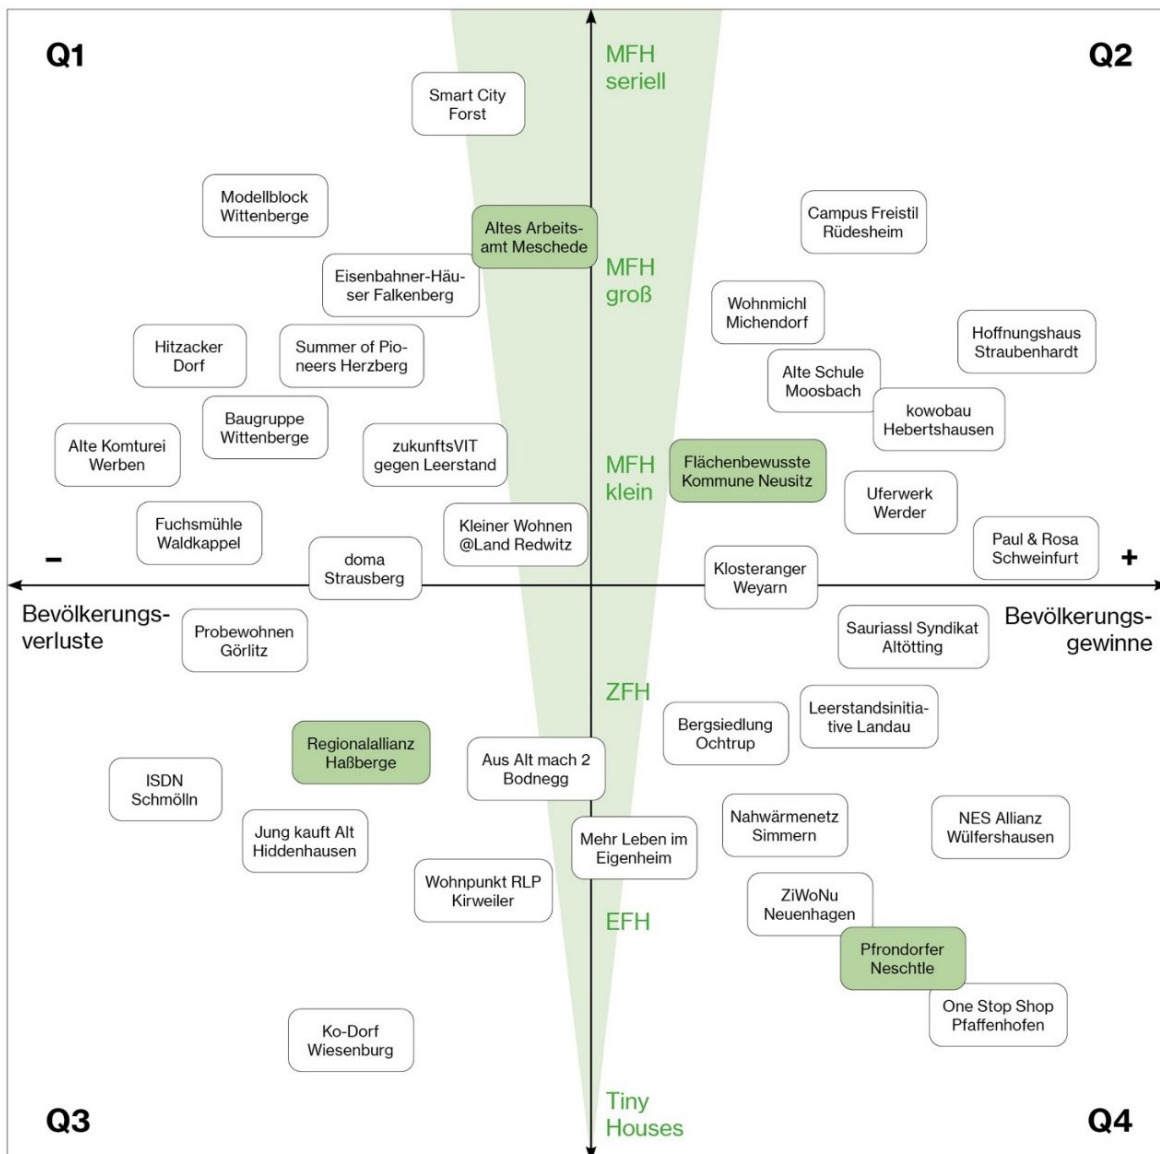 Q1
Q2
MFH
seriell
Smart City
Forst
Modellblock
Wittenberge
Altes Arbeits-
amt Meschede
Campus Freistil
Rüdesheim
Eisenbahner-Häu-
ser Falkenberg
MFH
groß
Wohnmichl
Michendorf
Hitzacker
Dorf
Summer of Pio-
neers Herzberg
Hoffnungshaus
Straubenhardt
Alte Schule
Moosbach
Baugruppe
Wittenberge
kowobau
Hebertshausen
Alte Komturei
Werben
zukunftsVIT
gegen Leerstand
MFH
klein
Flächenbewusste
Kommune Neusitz
Uferwerk
Werder
Fuchsmühle
Waldkappel
Kleiner Wohnen
@Land Redwitz
Paul & Rosa
Schweinfurt
–
doma
Strausberg
Klosteranger
Weyarn
+
Bevölkerungs-
verluste
Probewohnen
Görlitz
Sauriassl Syndikat
Altötting
Bevölkerungs-
gewinne
ZFH
Leerstandsinitia-
tive Landau
Bergsiedlung
Ochtrup
Regionalallianz
Haßberge
Aus Alt mach 2
Bodnegg
ISDN
Schmölln
Jung kauft Alt
Hiddenhausen
Mehr Leben im
Eigenheim
Nahwärmenetz
Simmern
NES Allianz
Wülfershausen
Wohnpunkt RLP
Kirweiler
EFH
ZiWoNu
Neuenhagen
Pfrondorfer
Neschtle
One Stop Shop
Pfaffenhofen
Ko-Dorf
Wiesenburg
Q3
Tiny
Houses
Q4